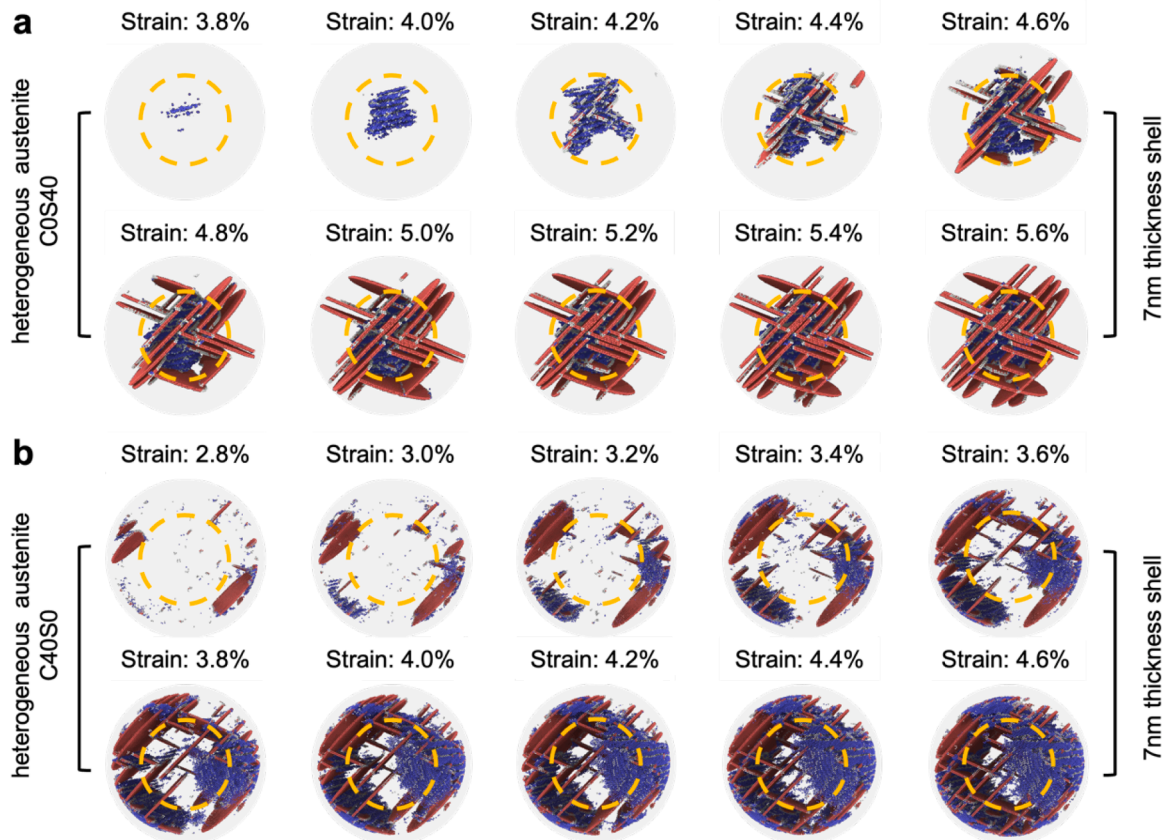 a
Strain: 3.8%
Strain: 4.0%
Strain: 4.2%
Strain: 4.4%
Strain: 4.6%
heterogeneous austenite
C0S40
7nm thickness shell
Strain: 4.8%
Strain: 5.0%
Strain: 5.2%
Strain: 5.4%
Strain: 5.6%
b
Strain: 2.8%
Strain: 3.0%
Strain: 3.2%
Strain: 3.4%
Strain: 3.6%
heterogeneous austenite
C40S0
7nm thickness shell
Strain: 3.8%
Strain: 4.0%
Strain: 4.2%
Strain: 4.4%
Strain: 4.6%